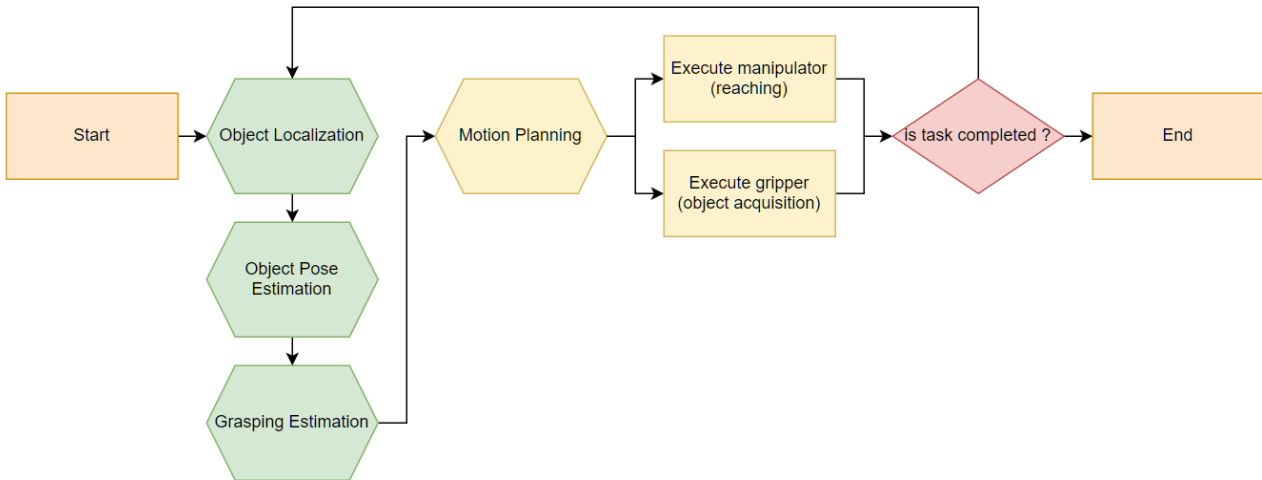 Start
Object Localization
Object Pose
Estimation
Grasping Estimation
Motion Planning
Execute manipulator
(reaching)
Execute gripper
(object acquisition)
is task completed ?
End